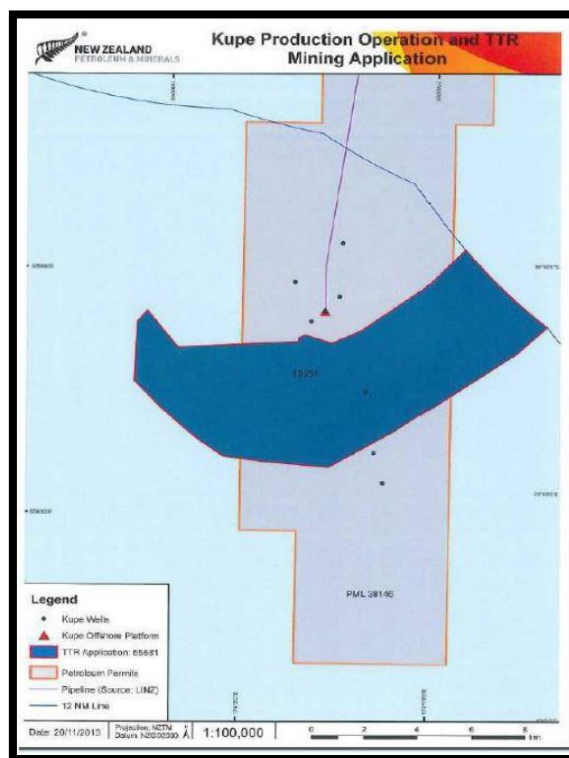 NEW ZEALAND
PETROLEUM & MINERALS
Kupe Production Operation and TTR
Mining Application
PML 38146
Legend
Kupe Wells
Kupe Offshore Platform
TTR Application: 55581
Petroleum Permits
Pipeline (Source: LINZ)
12 NM Line
Date: 20/11/2013
Projection: NZTM
Datum: NZGD2000
1:100,000
0 2 4 6 8
km